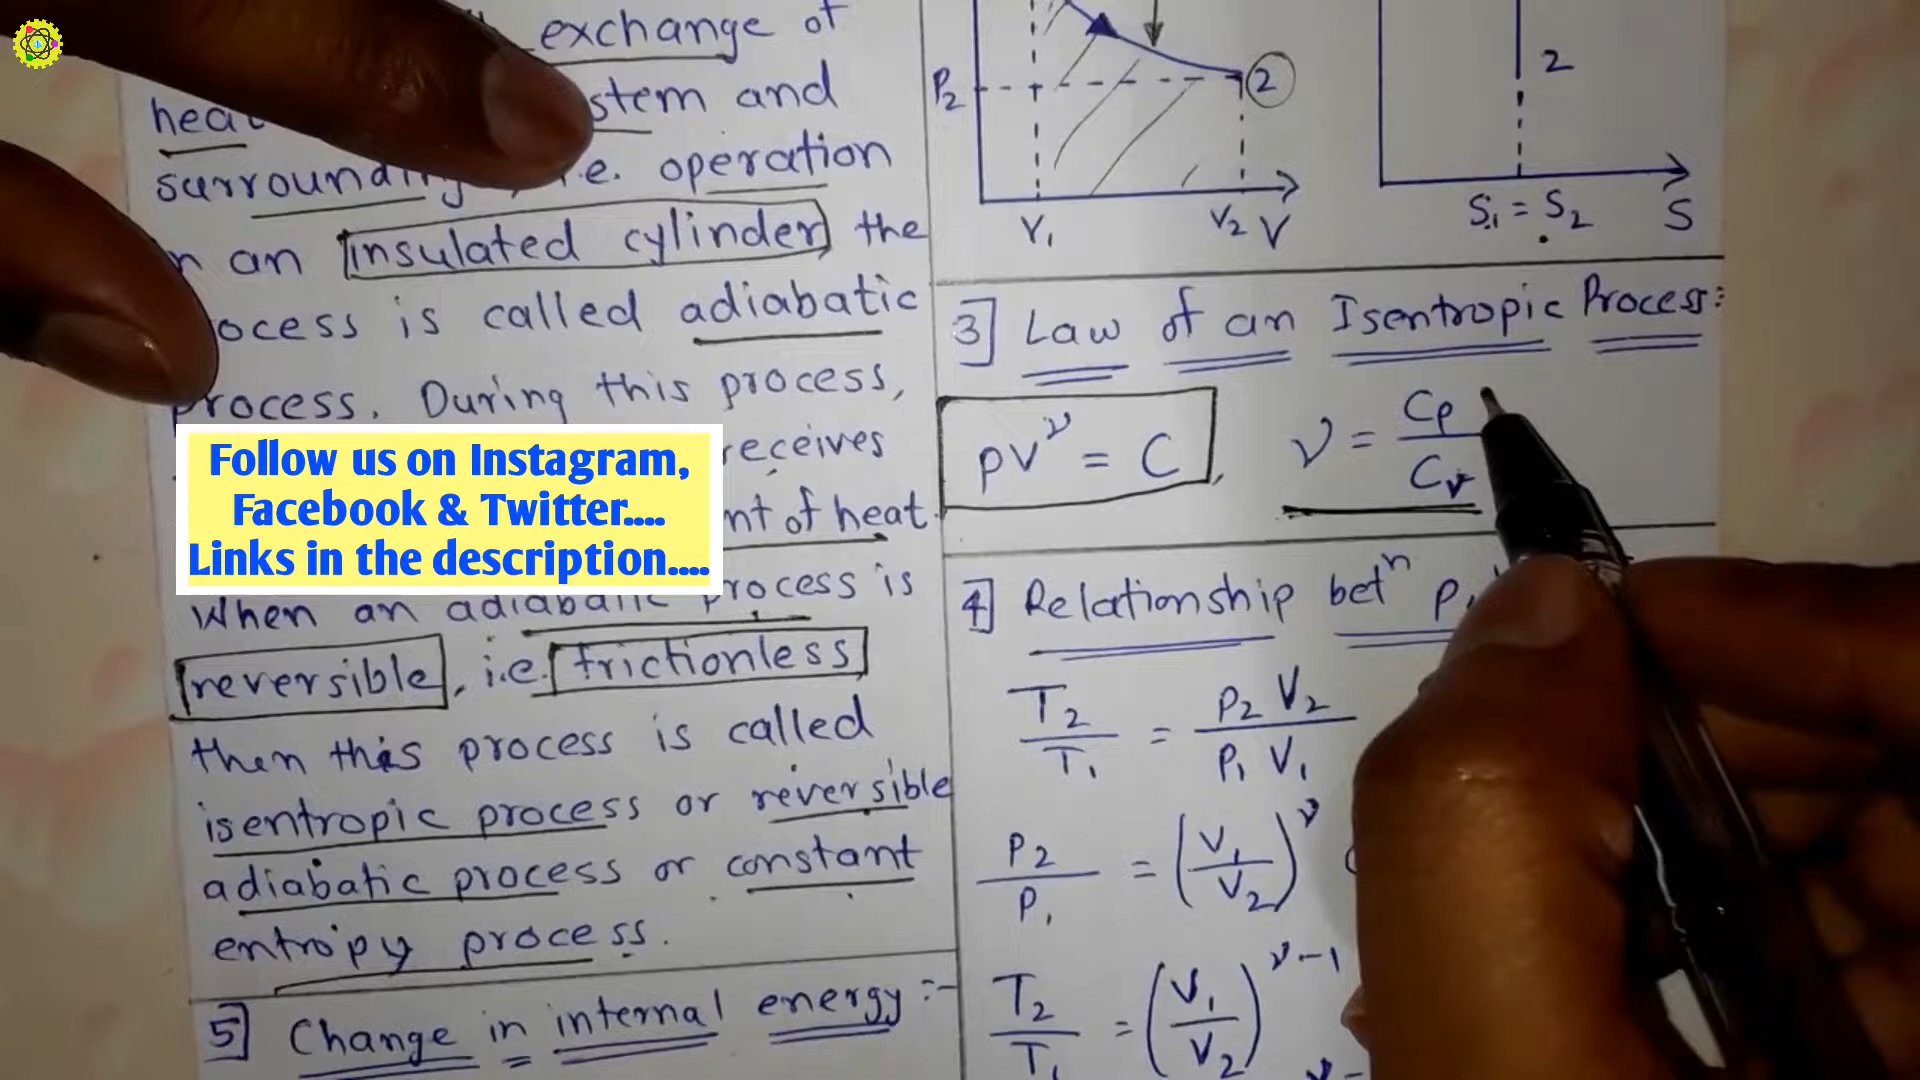 exchange of
stem and
surrounding, i.e. operation
an insulated cylinder, the
ocess is called adiabatic
process. During this process,
receives
nt of heat.
When an adiabatic process is
reversible, i.e. frictionless
then this process is called
isentropic process or reversible
adiabatic process or constant
entropy process.
5] Change in internal energy :-
Follow us on Instagram,
Facebook & Twitter....
Links in the description....
P2
2
V1
V2 V
2
S1 = S2
S
3] Law of an Isentropic Process:
pV^γ = C, γ = Cp/Cv
4] Relationship betn P,
T2/T1 = P2 V2 / P1 V1
P2/P1 = (V1/V2)^γ
T2/T1 = (V1/V2)^γ-1